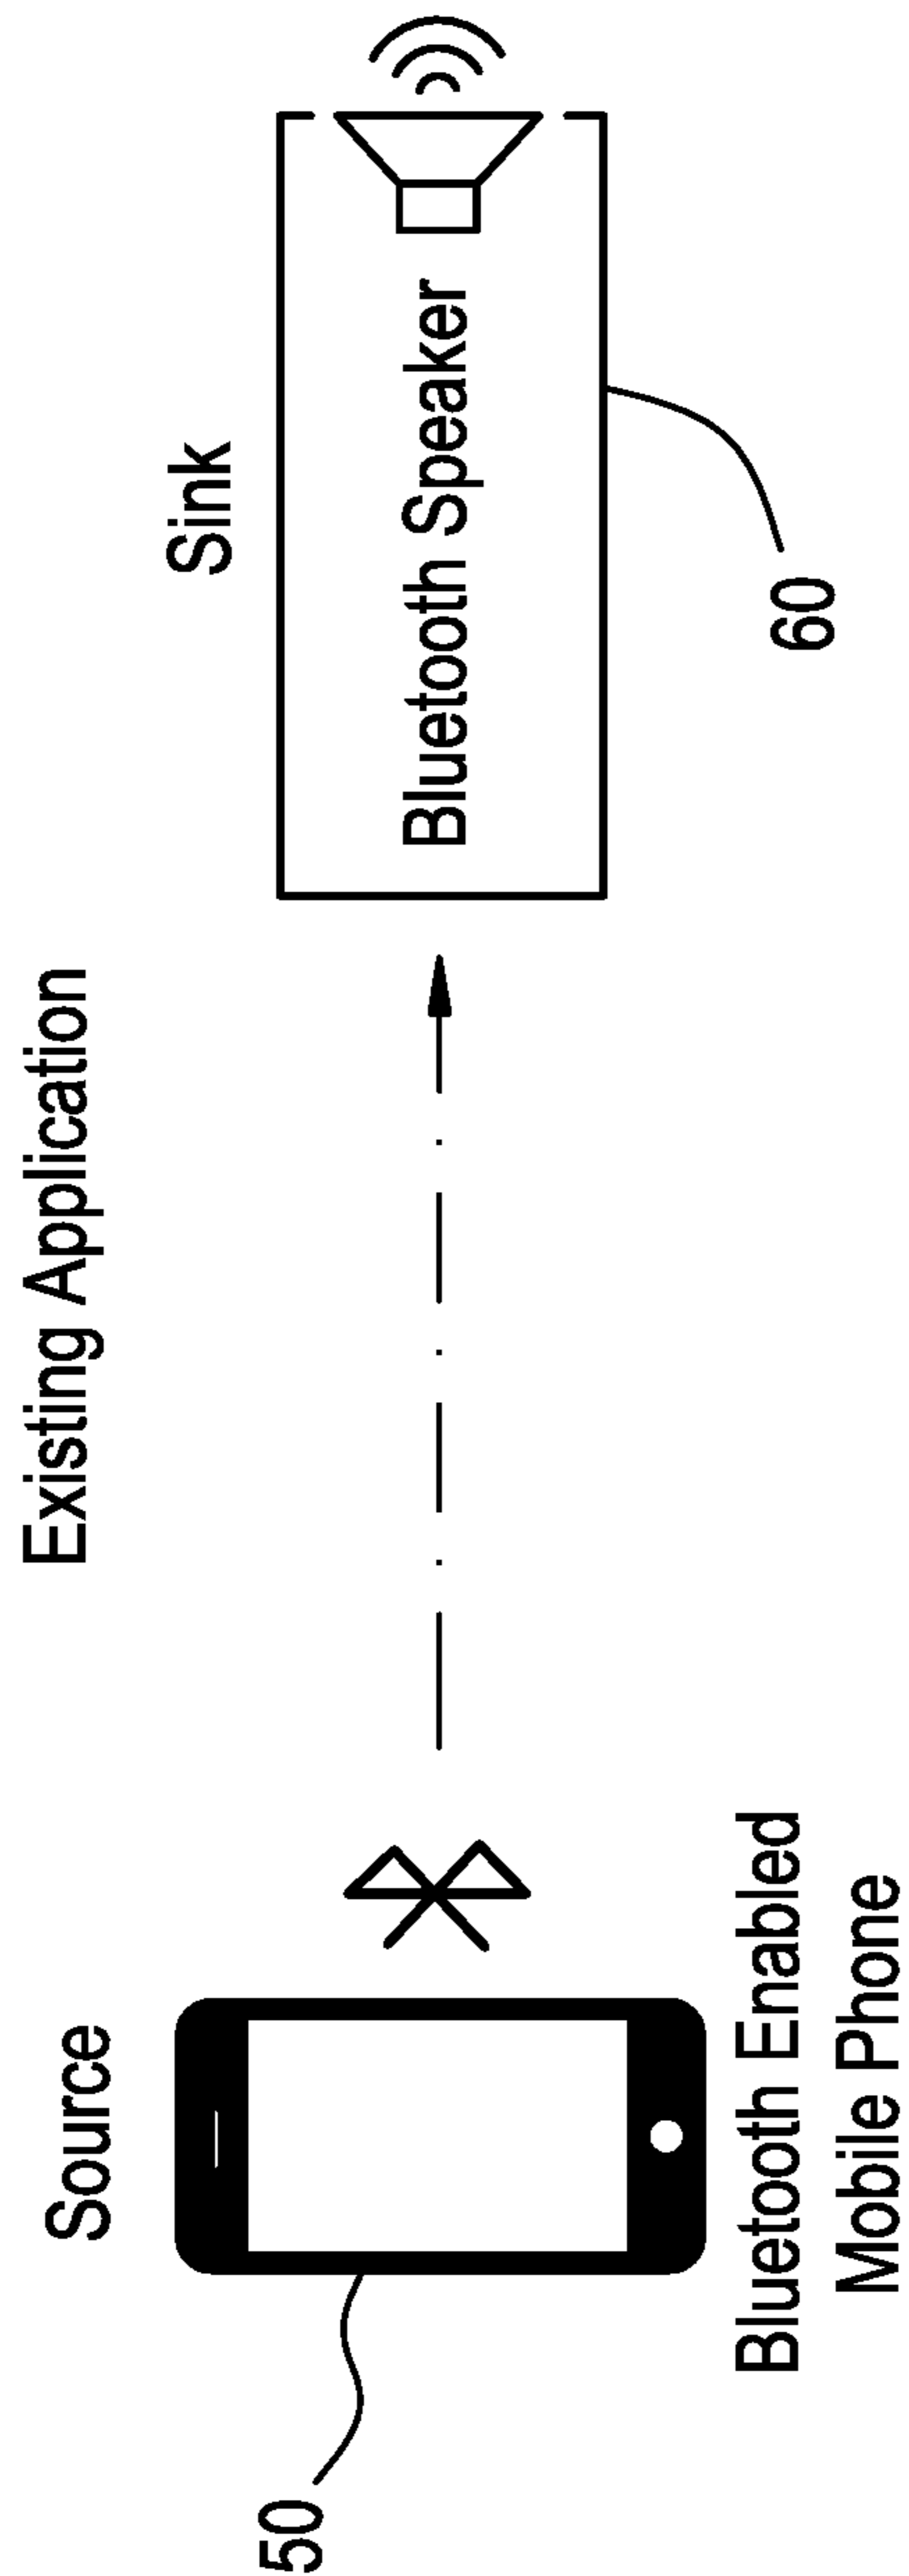 Existing Application
Source
Sink
Bluetooth Speaker
50
60
Bluetooth Enabled
Mobile Phone